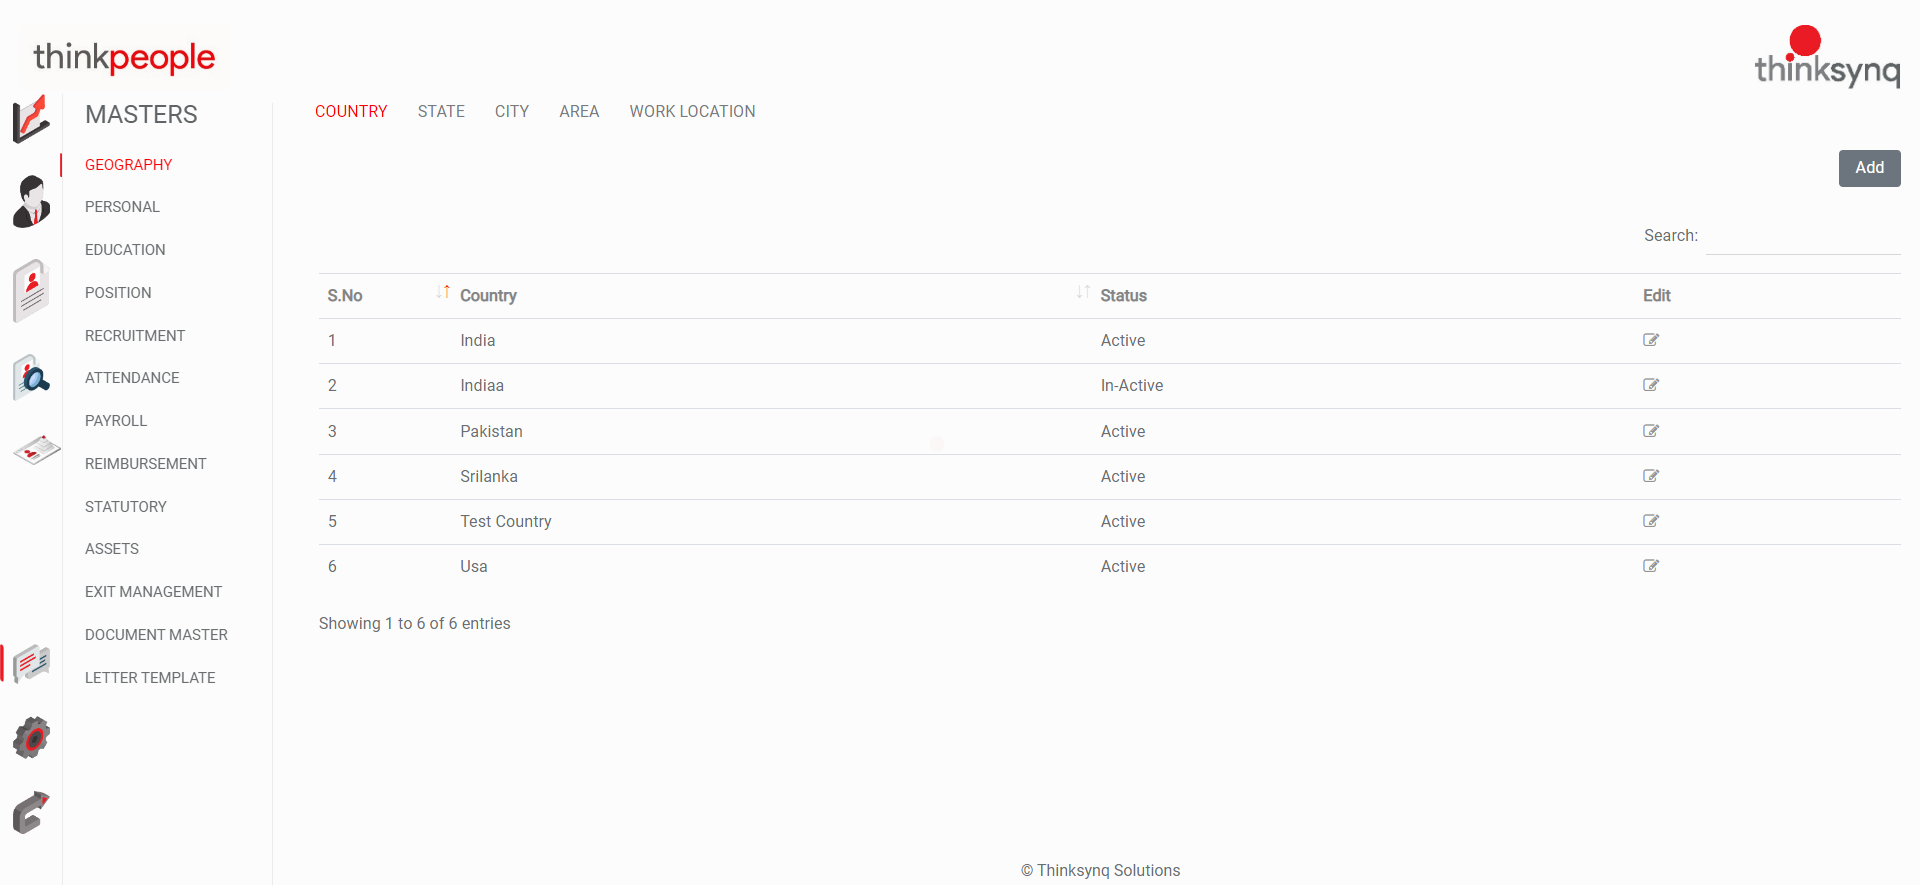 thinkpeople
thinksynq
MASTERS
GEOGRAPHY
PERSONAL
EDUCATION
POSITION
RECRUITMENT
ATTENDANCE
PAYROLL
REIMBURSEMENT
STATUTORY
ASSETS
EXIT MANAGEMENT
DOCUMENT MASTER
LETTER TEMPLATE
COUNTRY STATE CITY AREA WORK LOCATION
Add
Search:
S.No Country Status Edit
1 India Active
2 Indiaa In-Active
3 Pakistan Active
4 Srilanka Active
5 Test Country Active
6 Usa Active
Showing 1 to 6 of 6 entries
© Thinksynq Solutions